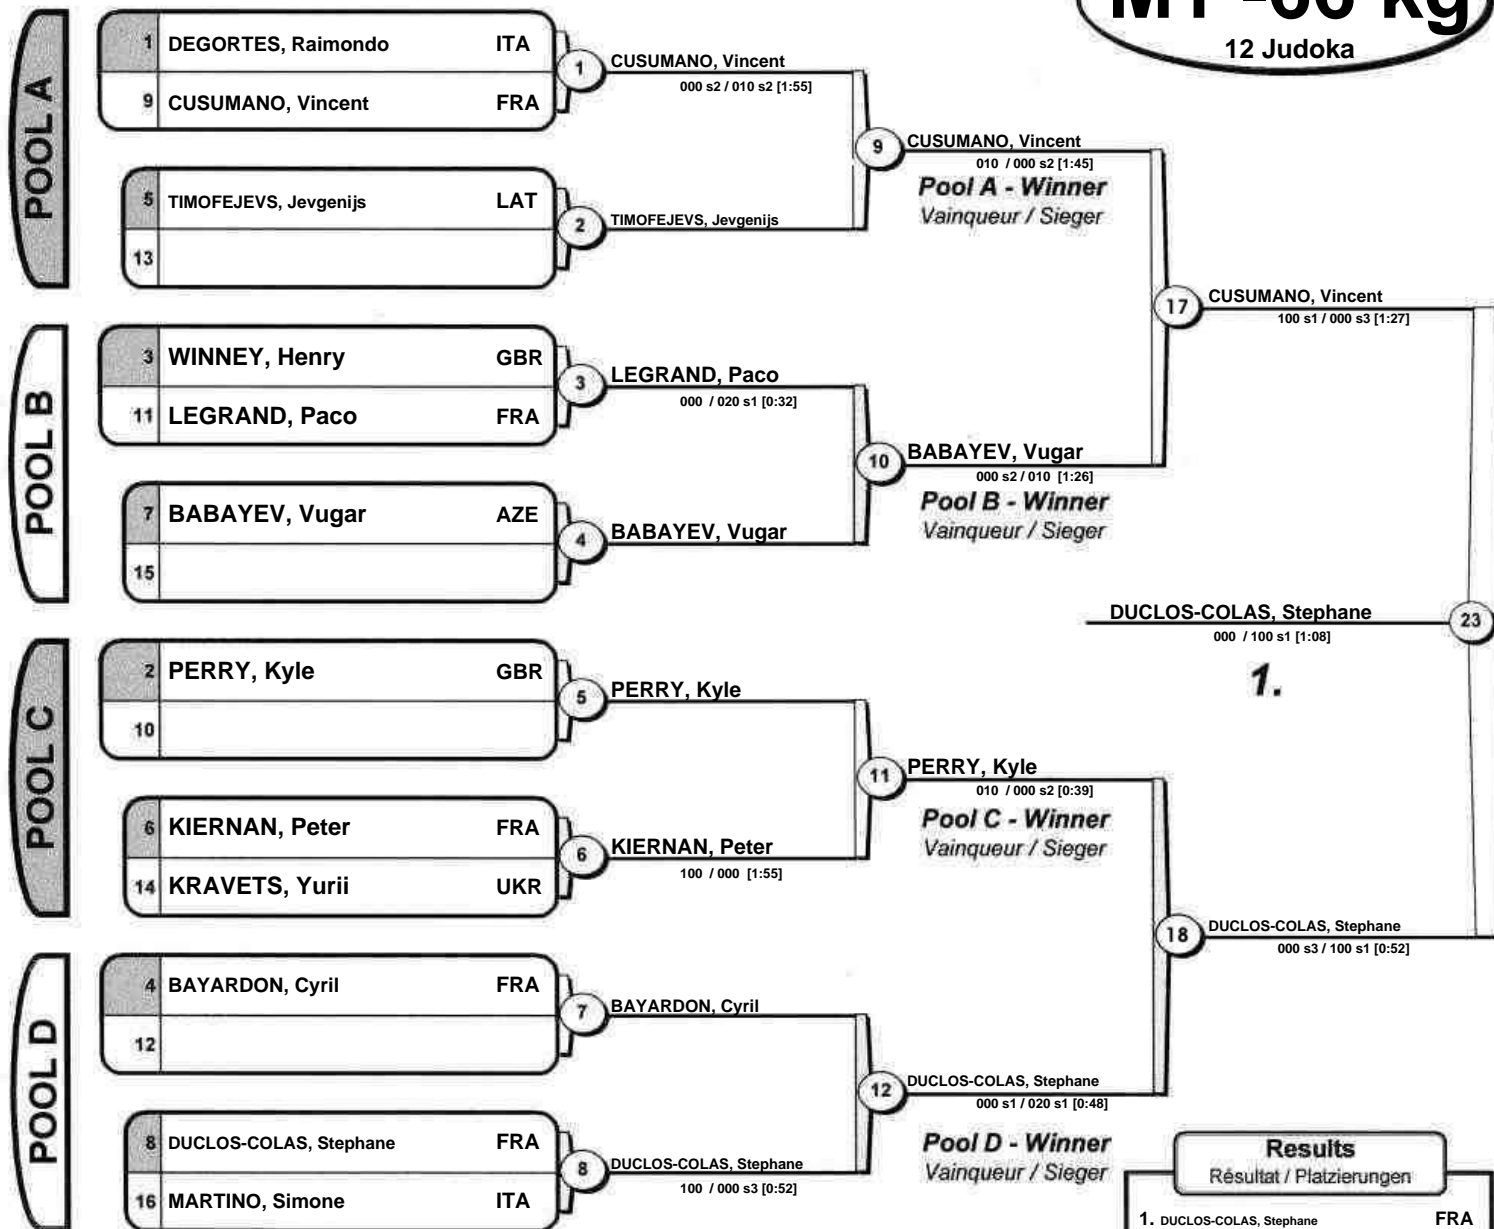 M1 -66 kg
12 Judoka
POOL A
1 DEGORTES, Raimondo ITA
9 CUSUMANO, Vincent FRA
1 CUSUMANO, Vincent
000 s2 / 010 s2 [1:55]
5 TIMOFEJEVS, Jevgenijs LAT
13
2 TIMOFEJEVS, Jevgenijs
9 CUSUMANO, Vincent
010 / 000 s2 [1:45]
Pool A - Winner
Vainqueur / Sieger
POOL B
3 WINNEY, Henry GBR
11 LEGRAND, Paco FRA
3 LEGRAND, Paco
000 / 020 s1 [0:32]
7 BABAYEV, Vugar AZE
15
4 BABAYEV, Vugar
10 BABAYEV, Vugar
000 s2 / 010 [1:26]
Pool B - Winner
Vainqueur / Sieger
17 CUSUMANO, Vincent
100 s1 / 000 s3 [1:27]
DUCLOS-COLAS, Stephane 23
000 / 100 s1 [1:08]
1.
POOL C
2 PERRY, Kyle GBR
10
5 PERRY, Kyle
6 KIERNAN, Peter FRA
14 KRAVETS, Yurii UKR
6 KIERNAN, Peter
100 / 000 [1:55]
11 PERRY, Kyle
010 / 000 s2 [0:39]
Pool C - Winner
Vainqueur / Sieger
POOL D
4 BAYARDON, Cyril FRA
12
7 BAYARDON, Cyril
8 DUCLOS-COLAS, Stephane FRA
16 MARTINO, Simone ITA
8 DUCLOS-COLAS, Stephane
100 / 000 s3 [0:52]
12 DUCLOS-COLAS, Stephane
000 s1 / 020 s1 [0:48]
Pool D - Winner
Vainqueur / Sieger
18 DUCLOS-COLAS, Stephane
000 s3 / 100 s1 [0:52]
Results
Résultat / Platzierungen
1. DUCLOS-COLAS, Stephane FRA